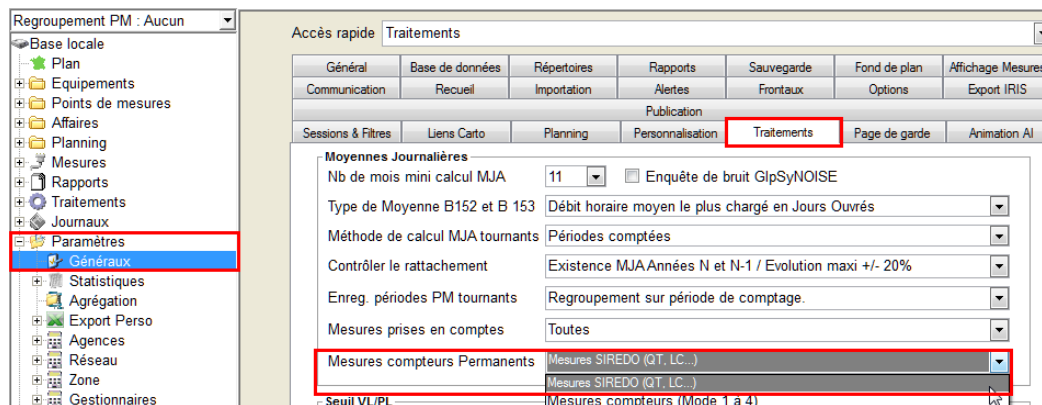 Regroupement PM : Aucun
Base locale
Plan
Equipements
Points de mesures
Affaires
Planning
Mesures
Rapports
Traitements
Journaux
Paramètres
Généraux
Statistiques
Agrégation
Export Perso
Agences
Réseau
Zone
Gestionnaires
Accès rapide Traitements
Général Base de données Répertoires Rapports Sauvegarde Fond de plan Affichage Mesures
Communication Recueil Importation Alertes Frontaux Options Export IRIS
Publication
Sessions & Filtres Liens Carto Planning Personnalisation Traitements Page de garde Animation AI
Moyennes Journalières
Nb de mois mini calcul MJA 11 Enquête de bruit GIpSyNOISE
Type de Moyenne B152 et B 153 Débit horaire moyen le plus chargé en Jours Ouvrés
Méthode de calcul MJA tournants Périodes comptées
Contrôler le rattachement Existence MJA Années N et N-1 / Evolution maxi +/- 20%
Enreg. périodes PM tournants Regroupement sur période de comptage.
Mesures prises en comptes Toutes
Mesures compteurs Permanents Mesures SIREDO (QT, LC...)
Mesures SIREDO (QT, LC...)
Seuil VL/PL Mesures compteurs (Mode 1 à 4)